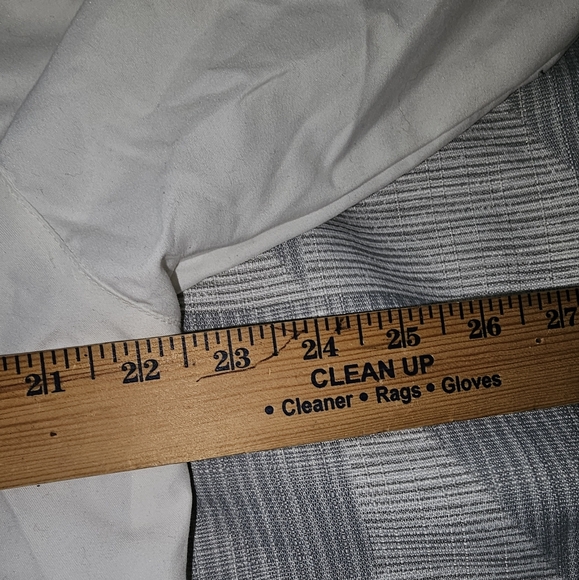 21 22 23 24 25 26 27
CLEAN UP
• Cleaner • Rags • Gloves